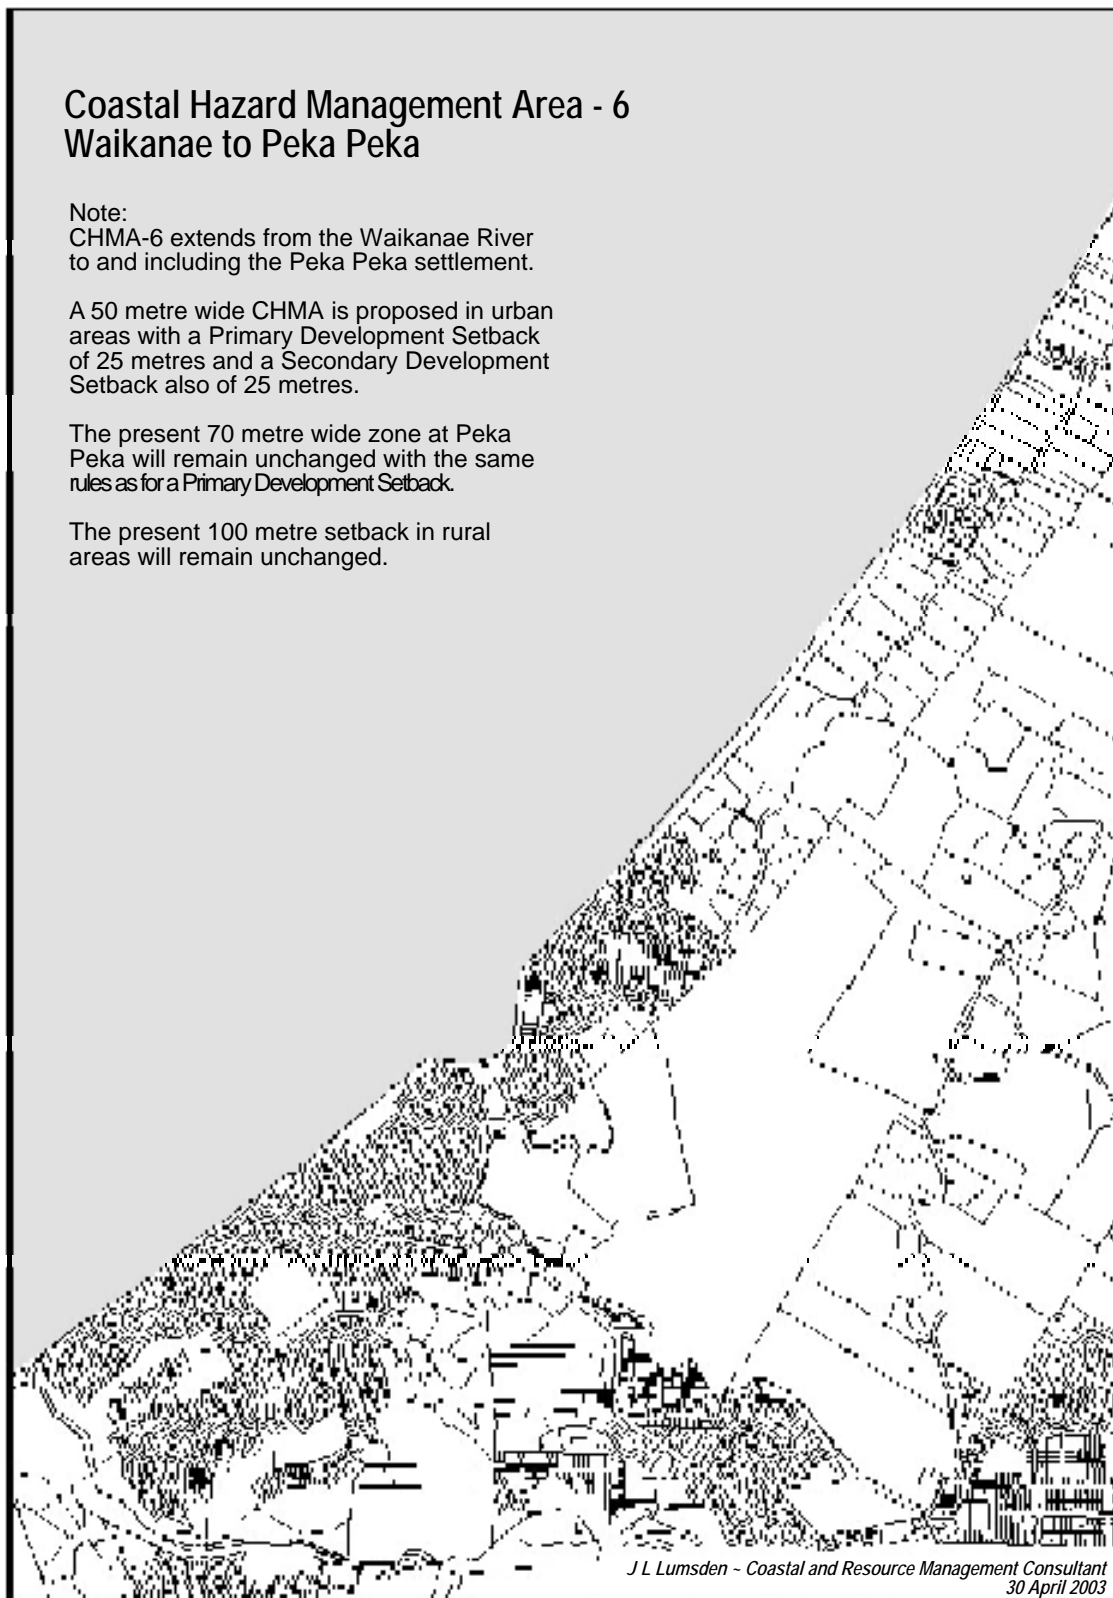 Coastal Hazard Management Area - 6
Waikanae to Peka Peka
Note:
CHMA-6 extends from the Waikanae River
to and including the Peka Peka settlement.
A 50 metre wide CHMA is proposed in urban
areas with a Primary Development Setback
of 25 metres and a Secondary Development
Setback also of 25 metres.
The present 70 metre wide zone at Peka
Peka will remain unchanged with the same
rules as for a Primary Development Setback.
The present 100 metre setback in rural
areas will remain unchanged.
J L Lumsden ~ Coastal and Resource Management Consultant
30 April 2003